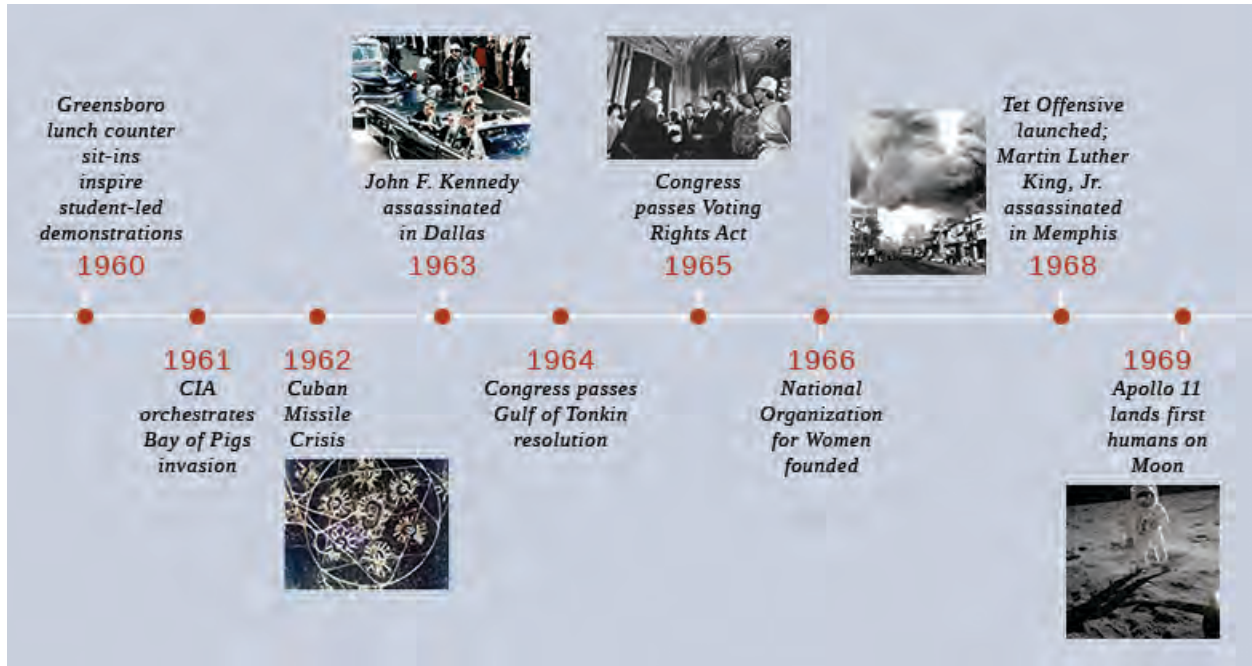 Greensboro
lunch counter
sit-ins
inspire
student-led
demonstrations
1960
1961
CIA
orchestrates
Bay of Pigs
invasion
1962
Cuban
Missile
Crisis
John F. Kennedy
assassinated
in Dallas
1963
1964
Congress passes
Gulf of Tonkin
resolution
Congress
passes Voting
Rights Act
1965
1966
National
Organization
for Women
founded
Tet Offensive
launched;
Martin Luther
King, Jr.
assassinated
in Memphis
1968
1969
Apollo 11
lands first
humans on
Moon